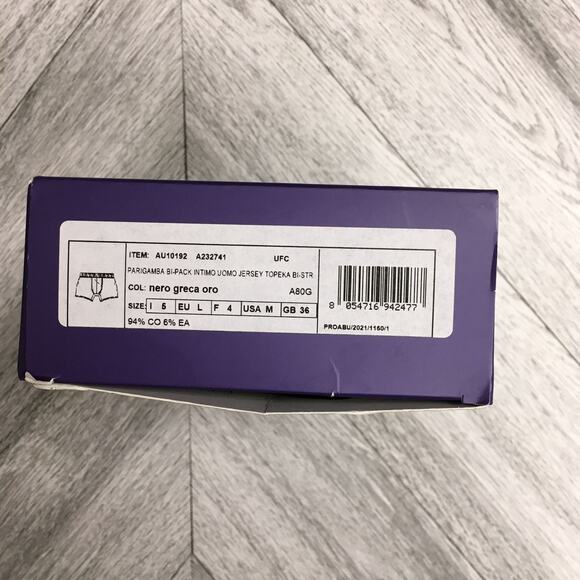 ITEM: AU10192 A232741 UFC
PARIGAMBA BI-PACK INTIMO UOMO JERSEY TOPEKA BI-STR
COL: nero greca oro A80G
SIZE: I 5 EU L F 4 USA M GB 36
94% CO 6% EA
8 054716 942477
PROABU/2021/1160/1